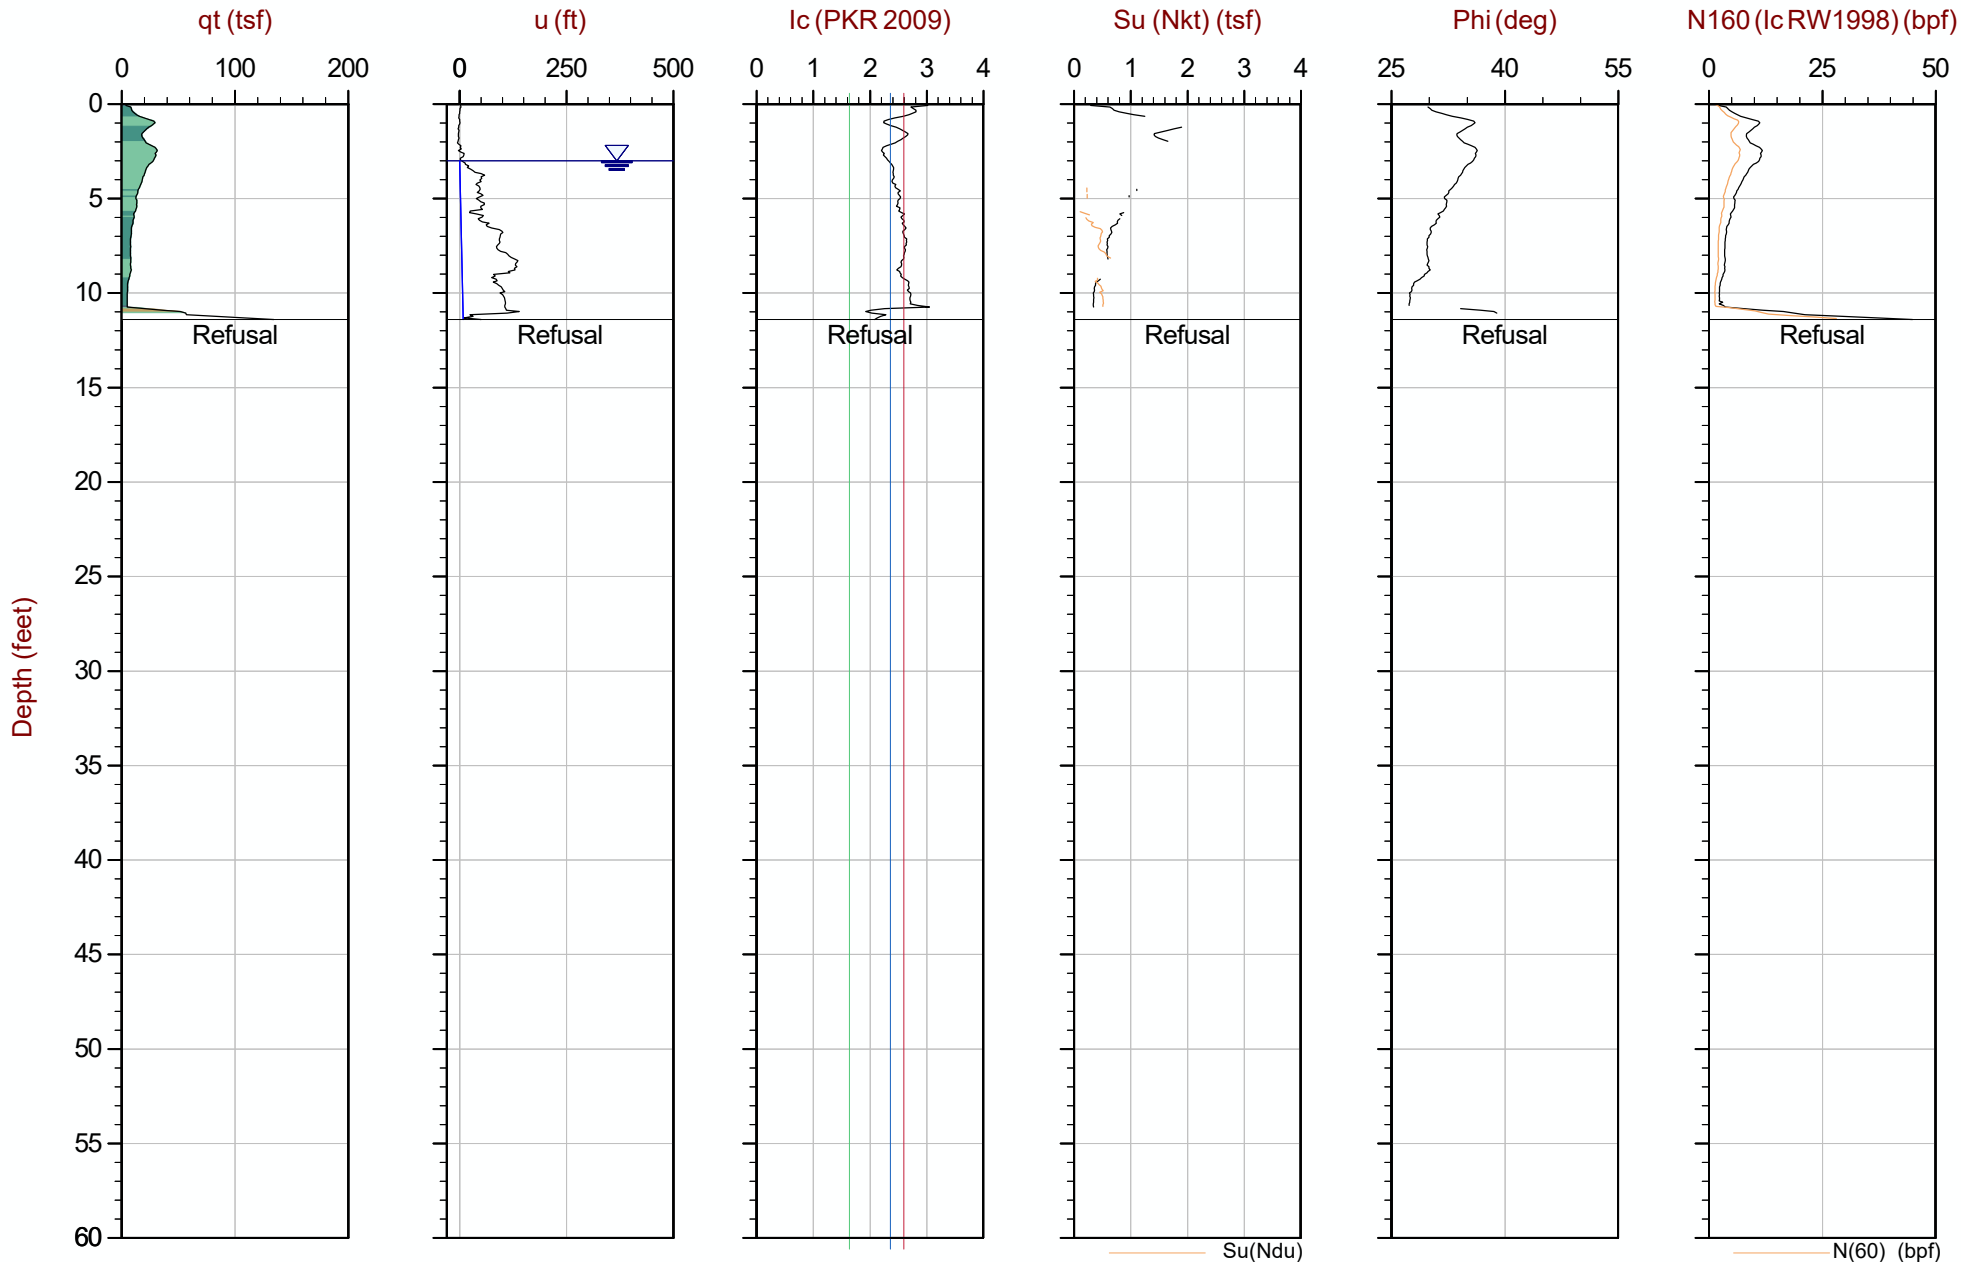 qt (tsf) u (ft) Ic (PKR 2009) Su (Nkt) (tsf) Phi (deg) N160 (Ic RW1998) (bpf)
0 100 200 0 250 500 0 1 2 3 4 0 1 2 3 4 25 40 55 0 25 50
0
5
10
Refusal Refusal Refusal Refusal Refusal Refusal
15
20
25
30
Depth (feet)
35
40
45
50
55
60
Su(Ndu) N(60) (bpf)